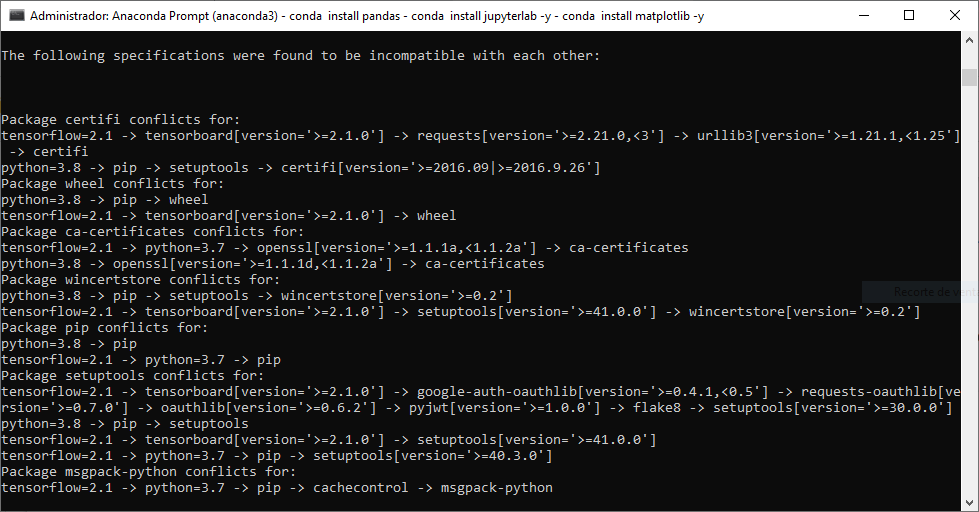 Administrador: Anaconda Prompt (anaconda3) - conda install pandas - conda install jupyterlab -y - conda install matplotlib -y
The following specifications were found to be incompatible with each other:
Package certifi conflicts for:
tensorflow=2.1 -> tensorboard[version='>=2.1.0'] -> requests[version='>=2.21.0,<3'] -> urllib3[version='>=1.21.1,<1.25']
-> certifi
python=3.8 -> pip -> setuptools -> certifi[version='>=2016.09|>=2016.9.26']
Package wheel conflicts for:
python=3.8 -> pip -> wheel
tensorflow=2.1 -> tensorboard[version='>=2.1.0'] -> wheel
Package ca-certificates conflicts for:
tensorflow=2.1 -> python=3.7 -> openssl[version='>=1.1.1a,<1.1.2a'] -> ca-certificates
python=3.8 -> openssl[version='>=1.1.1d,<1.1.2a'] -> ca-certificates
Package wincertstore conflicts for:
python=3.8 -> pip -> setuptools -> wincertstore[version='>=0.2']
Recorte de vent
tensorflow=2.1 -> tensorboard[version='>=2.1.0'] -> setuptools[version='>=41.0.0'] -> wincertstore[version='>=0.2']
Package pip conflicts for:
python=3.8 -> pip
tensorflow=2.1 -> python=3.7 -> pip
Package setuptools conflicts for:
tensorflow=2.1 -> tensorboard[version='>=2.1.0'] -> google-auth-oauthlib[version='>=0.4.1,<0.5'] -> requests-oauthlib[ve
rsion='>=0.7.0'] -> oauthlib[version='>=0.6.2'] -> pyjwt[version='>=1.0.0'] -> flake8 -> setuptools[version='>=30.0.0']
python=3.8 -> pip -> setuptools
tensorflow=2.1 -> tensorboard[version='>=2.1.0'] -> setuptools[version='>=41.0.0']
tensorflow=2.1 -> python=3.7 -> pip -> setuptools[version='>=40.3.0']
Package msgpack-python conflicts for:
tensorflow=2.1 -> python=3.7 -> pip -> cachecontrol -> msgpack-python